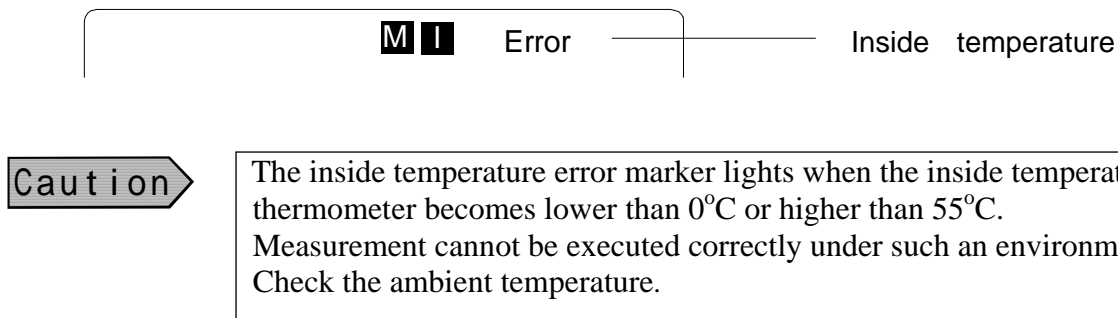 M I Error Inside temperature
Caution
The inside temperature error marker lights when the inside temperat
thermometer becomes lower than 0°C or higher than 55°C.
Measurement cannot be executed correctly under such an environm
Check the ambient temperature.